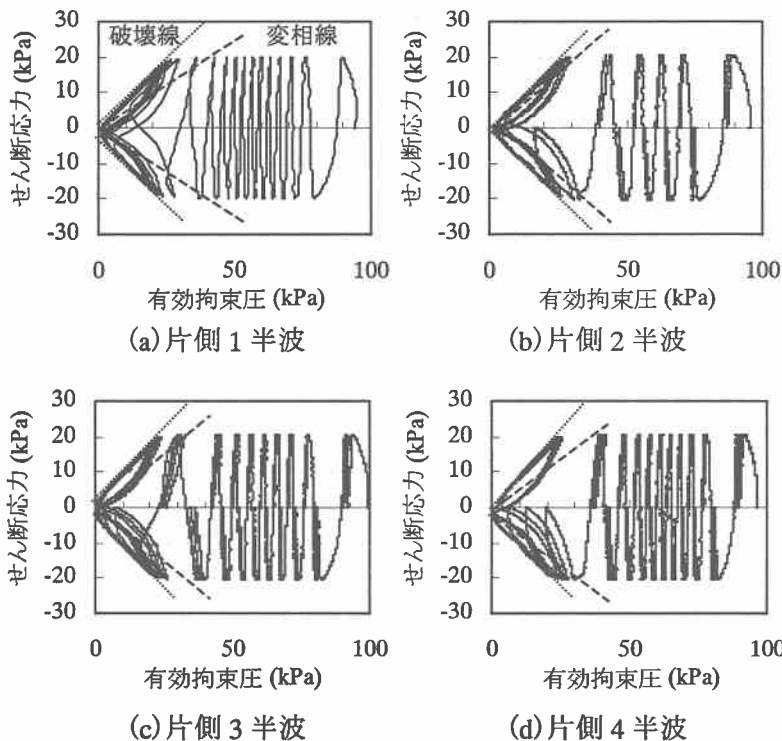 破壊線 変相線
30
20
10
0
-10
-20
-30
せん断応力 (kPa)
0 50 100
有効拘束圧 (kPa)
(a)片側 1 半波
30
20
10
0
-10
-20
-30
せん断応力 (kPa)
0 50 100
有効拘束圧 (kPa)
(b)片側 2 半波
30
20
10
0
-10
-20
-30
せん断応力 (kPa)
0 50 100
有効拘束圧 (kPa)
(c)片側 3 半波
30
20
10
0
-10
-20
-30
せん断応力 (kPa)
0 50 100
有効拘束圧 (kPa)
(d)片側 4 半波